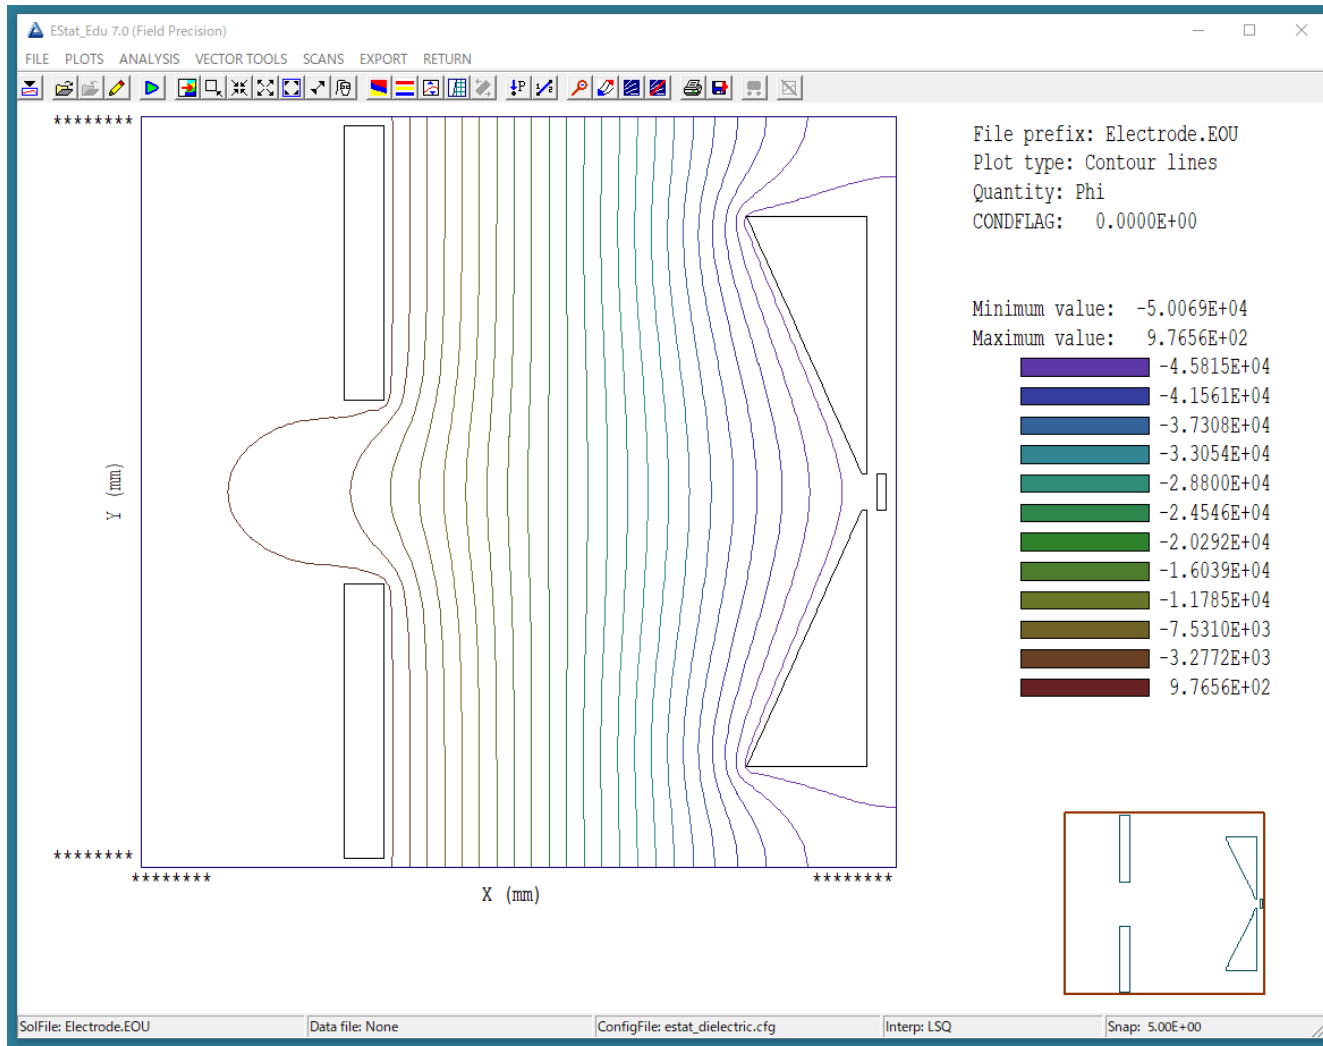 EStat_Edu 7.0 (Field Precision)
FILE PLOTS ANALYSIS VECTOR TOOLS SCANS EXPORT RETURN
********
File prefix: Electrode.EOU
Plot type: Contour lines
Quantity: Phi
CONDFLAG: 0.0000E+00
Minimum value: -5.0069E+04
Maximum value: 9.7656E+02
-4.5815E+04
-4.1561E+04
-3.7308E+04
-3.3054E+04
-2.8800E+04
-2.4546E+04
-2.0292E+04
-1.6039E+04
-1.1785E+04
-7.5310E+03
-3.2772E+03
9.7656E+02
Y (mm)
********
******** ********
X (mm)
SolFile: Electrode.EOU Data file: None ConfigFile: estat_dielectric.cfg Interp: LSQ Snap: 5.00E+00